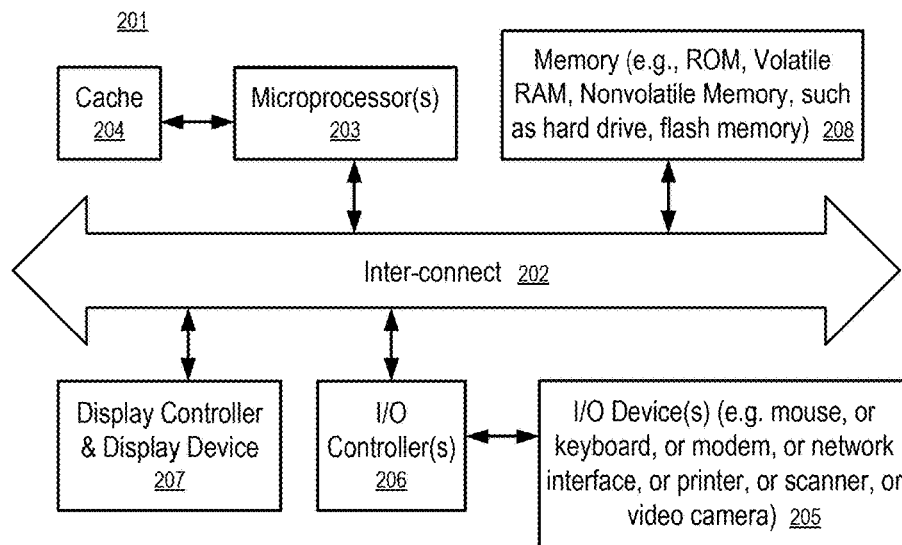 201
Cache
204
Microprocessor(s)
203
Memory (e.g., ROM, Volatile
RAM, Nonvolatile Memory, such
as hard drive, flash memory) 208
Inter-connect 202
Display Controller
& Display Device
207
I/O
Controller(s)
206
I/O Device(s) (e.g. mouse, or
keyboard, or modem, or network
interface, or printer, or scanner, or
video camera) 205